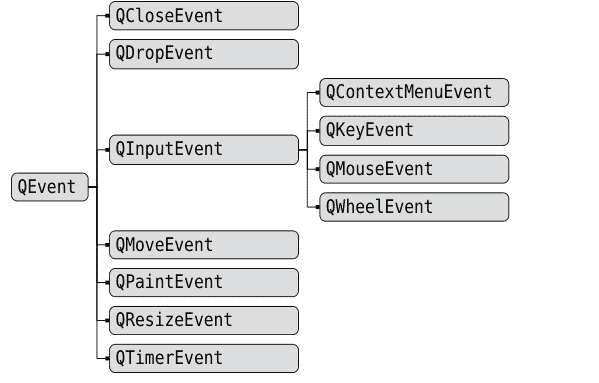 QCloseEvent
QDropEvent
QContextMenuEvent
QKeyEvent
QInputEvent
QMouseEvent
QEvent
QWheelEvent
QMoveEvent
QPaintEvent
QResizeEvent
QTimerEvent